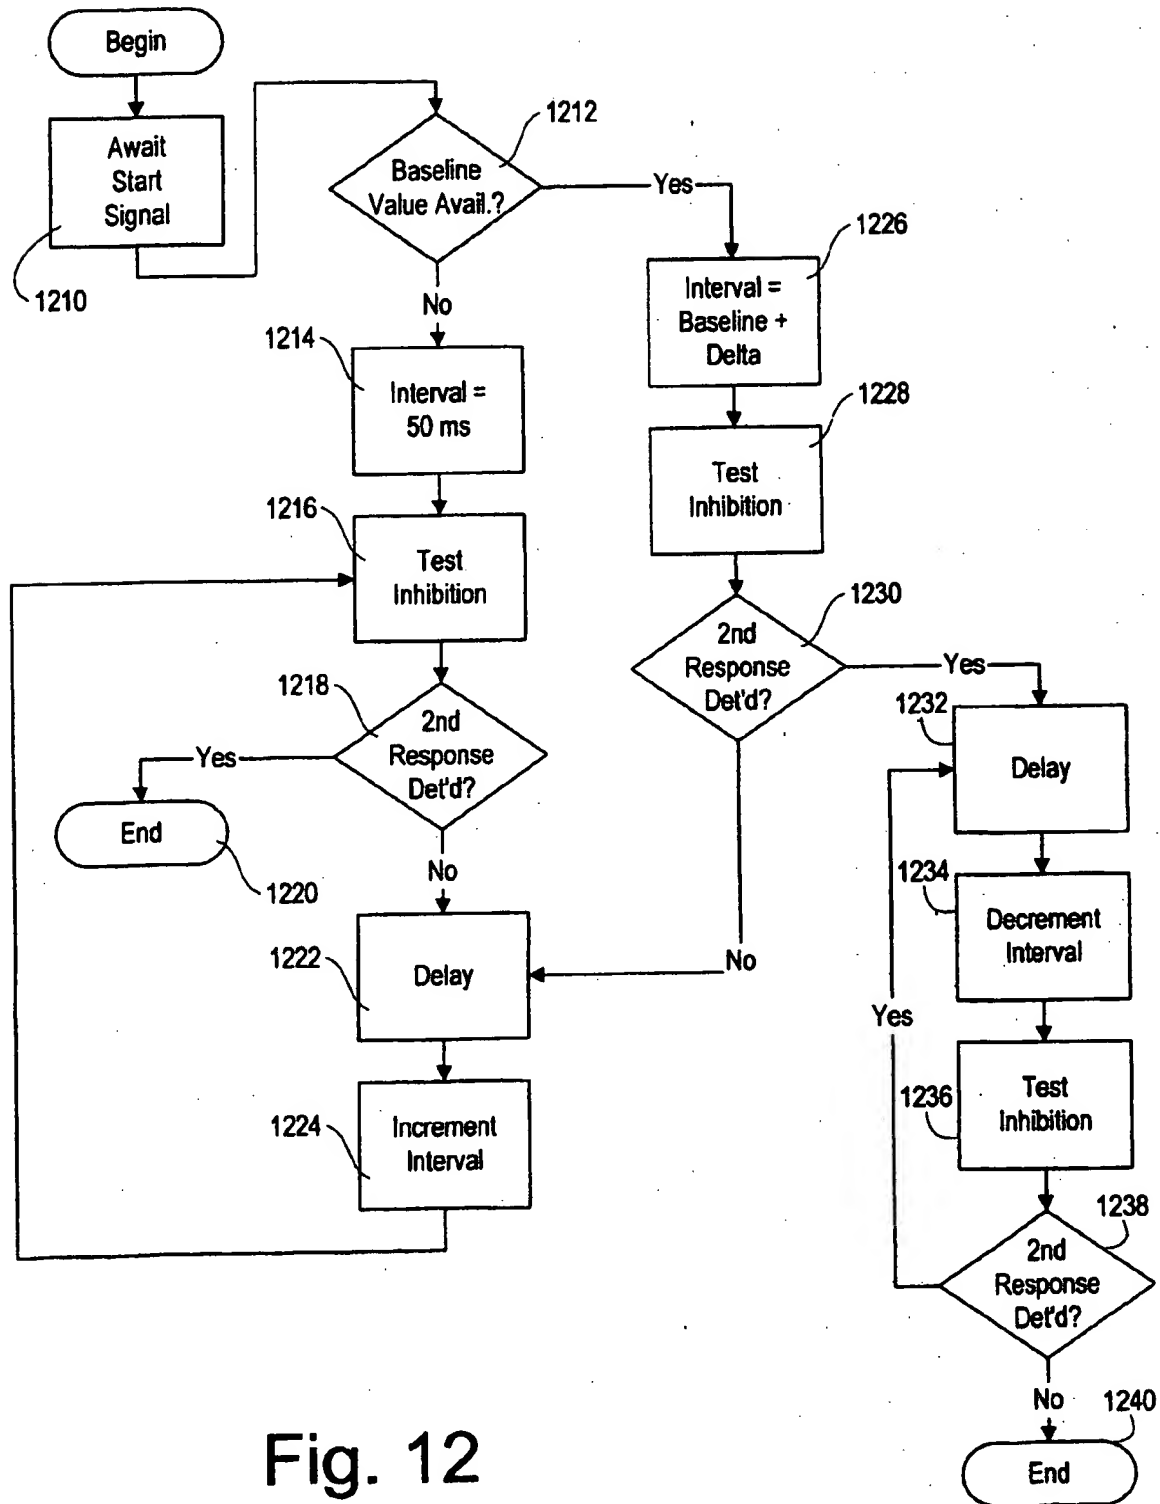 Begin
Await
Start
Signal
1210
Baseline
Value Avail.?
1212
Yes
No
1214
Interval =
50 ms
1216
Test
Inhibition
1218
2nd
Response
Det'd?
Yes
End
1220
No
1222
Delay
1224
Increment
Interval
1226
Interval =
Baseline +
Delta
1228
Test
Inhibition
1230
2nd
Response
Det'd?
Yes
No
1232
Delay
1234
Decrement
Interval
Yes
1236
Test
Inhibition
1238
2nd
Response
Det'd?
No
1240
End
Fig. 12